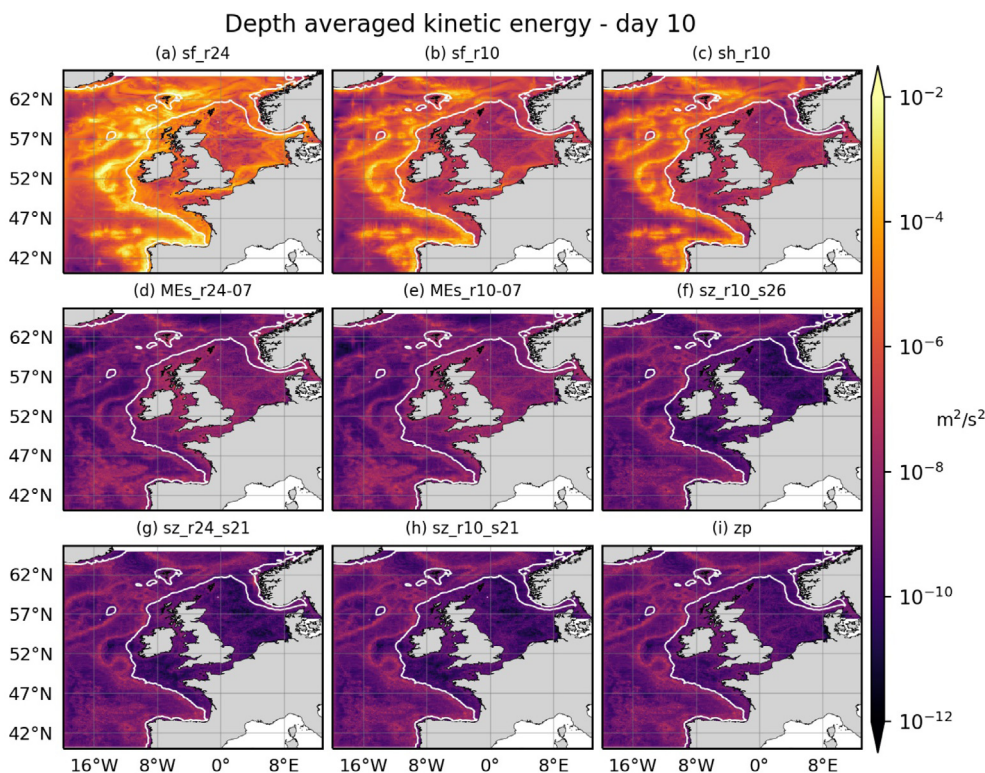 Depth averaged kinetic energy - day 10
(a) sf_r24 (b) sf_r10 (c) sh_r10
62°N
57°N
52°N
47°N
42°N
(d) MEs_r24-07 (e) MEs_r10-07 (f) sz_r10_s26
62°N
57°N
52°N
47°N
42°N
(g) sz_r24_s21 (h) sz_r10_s21 (i) zp
62°N
57°N
52°N
47°N
42°N
16°W 8°W 0° 8°E 16°W 8°W 0° 8°E 16°W 8°W 0° 8°E
10⁻²
10⁻⁴
10⁻⁶
m²/s²
10⁻⁸
10⁻¹⁰
10⁻¹²